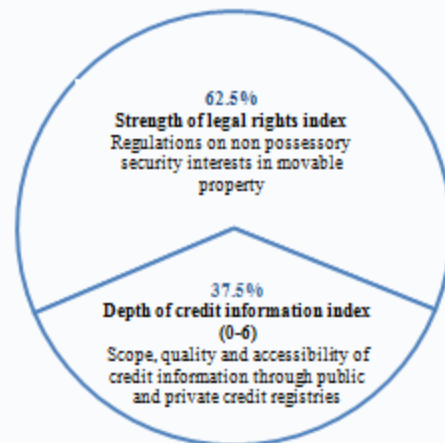 62.5%
Strength of legal rights index
Regulations on non possessory
security interests in movable
property
37.5%
Depth of credit information index
(0-6)
Scope, quality and accessibility of
credit information through public
and private credit registries